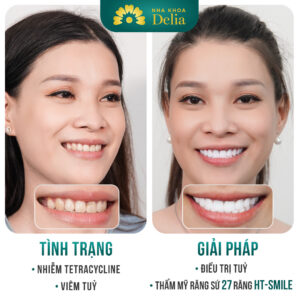 NHA KHOA
Delia
TÌNH TRẠNG
• NHIỄM TETRACYCLINE
• VIÊM TUỶ
GIẢI PHÁP
• ĐIỀU TRỊ TUỶ
• THẨM MỸ RĂNG SỨ 27 RĂNG HT-SMILE